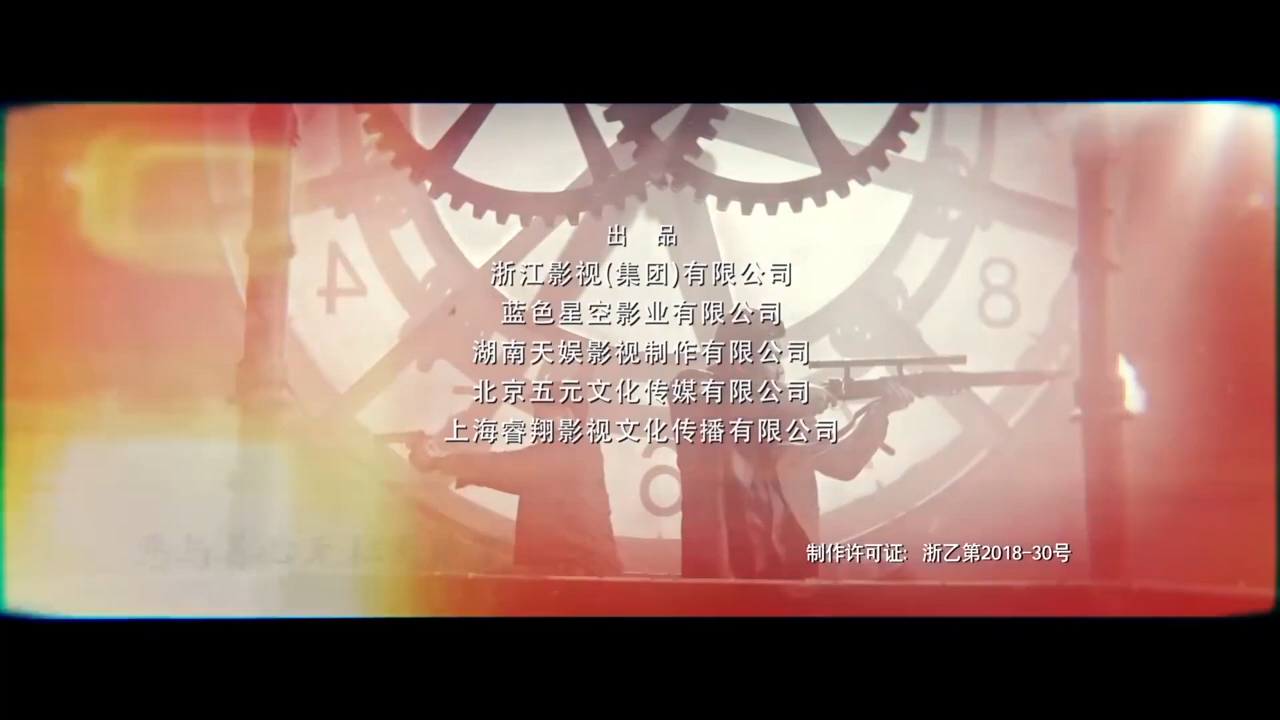 出 品
浙江影视(集团)有限公司
蓝色星空影业有限公司
湖南天娱影视制作有限公司
北京五元文化传媒有限公司
上海睿翔影视文化传播有限公司
制作许可证: 浙乙第2018-30号
4
8
6